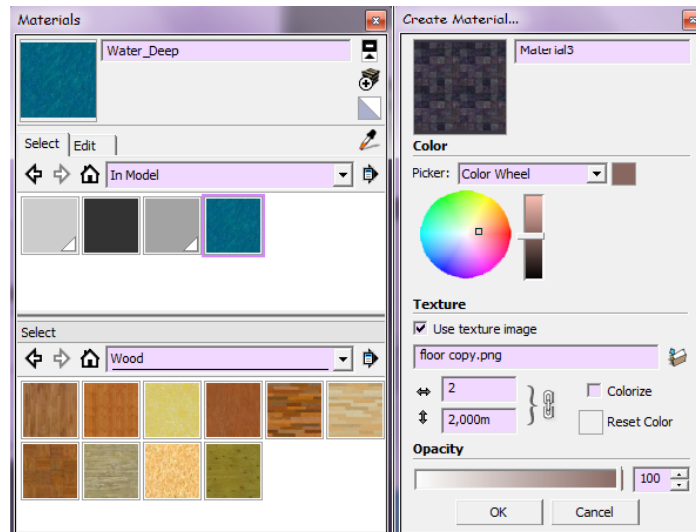 Materials
Water_Deep
Select
Edit
In Model
Select
Wood
Create Material...
Material3
Color
Picker:
Color Wheel
Texture
Use texture image
floor copy.png
2
Colorize
2,000m
Reset Color
Opacity
100
OK
Cancel